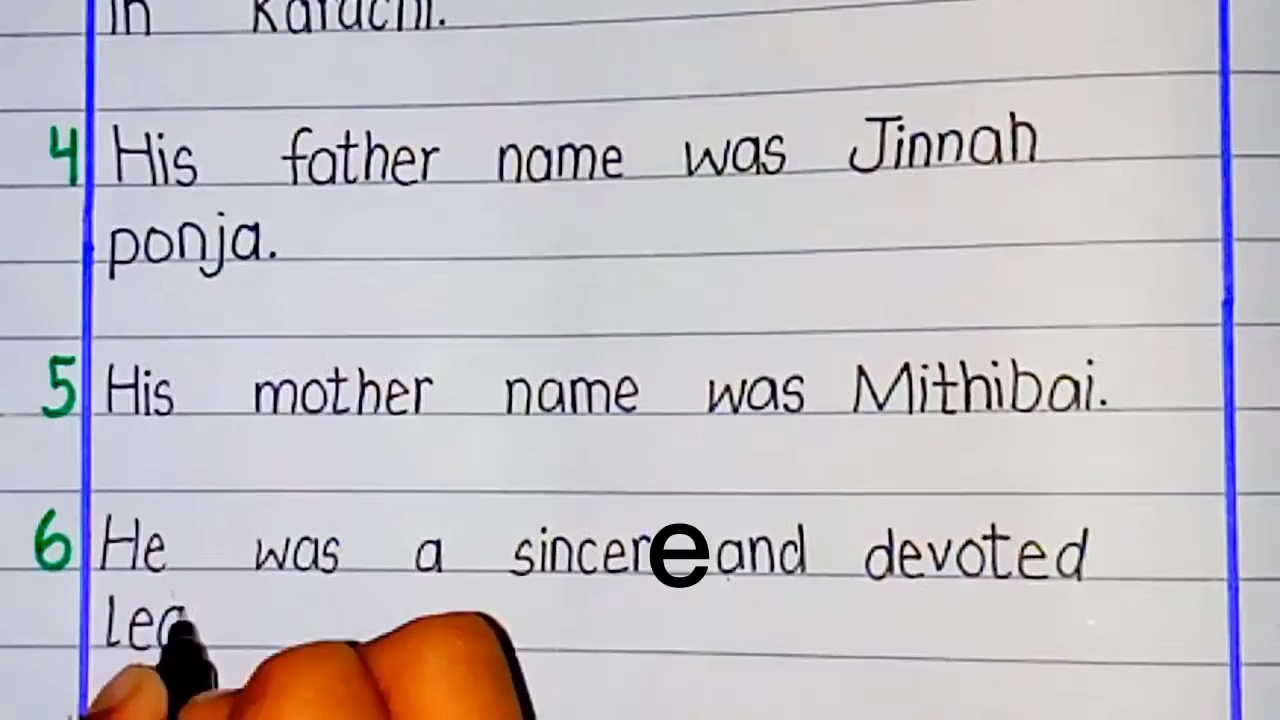 in Karachi.
4 His father name was Jinnah
ponja.
5 His mother name was Mithibai.
6 He was a sincere and devoted